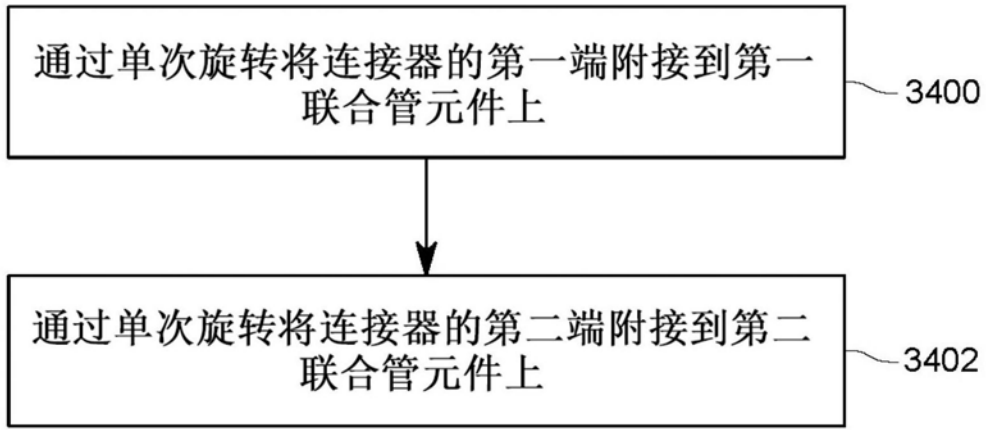 通过单次旋转将连接器的第一端附接到第一
联合管元件上
3400
通过单次旋转将连接器的第二端附接到第二
联合管元件上
3402